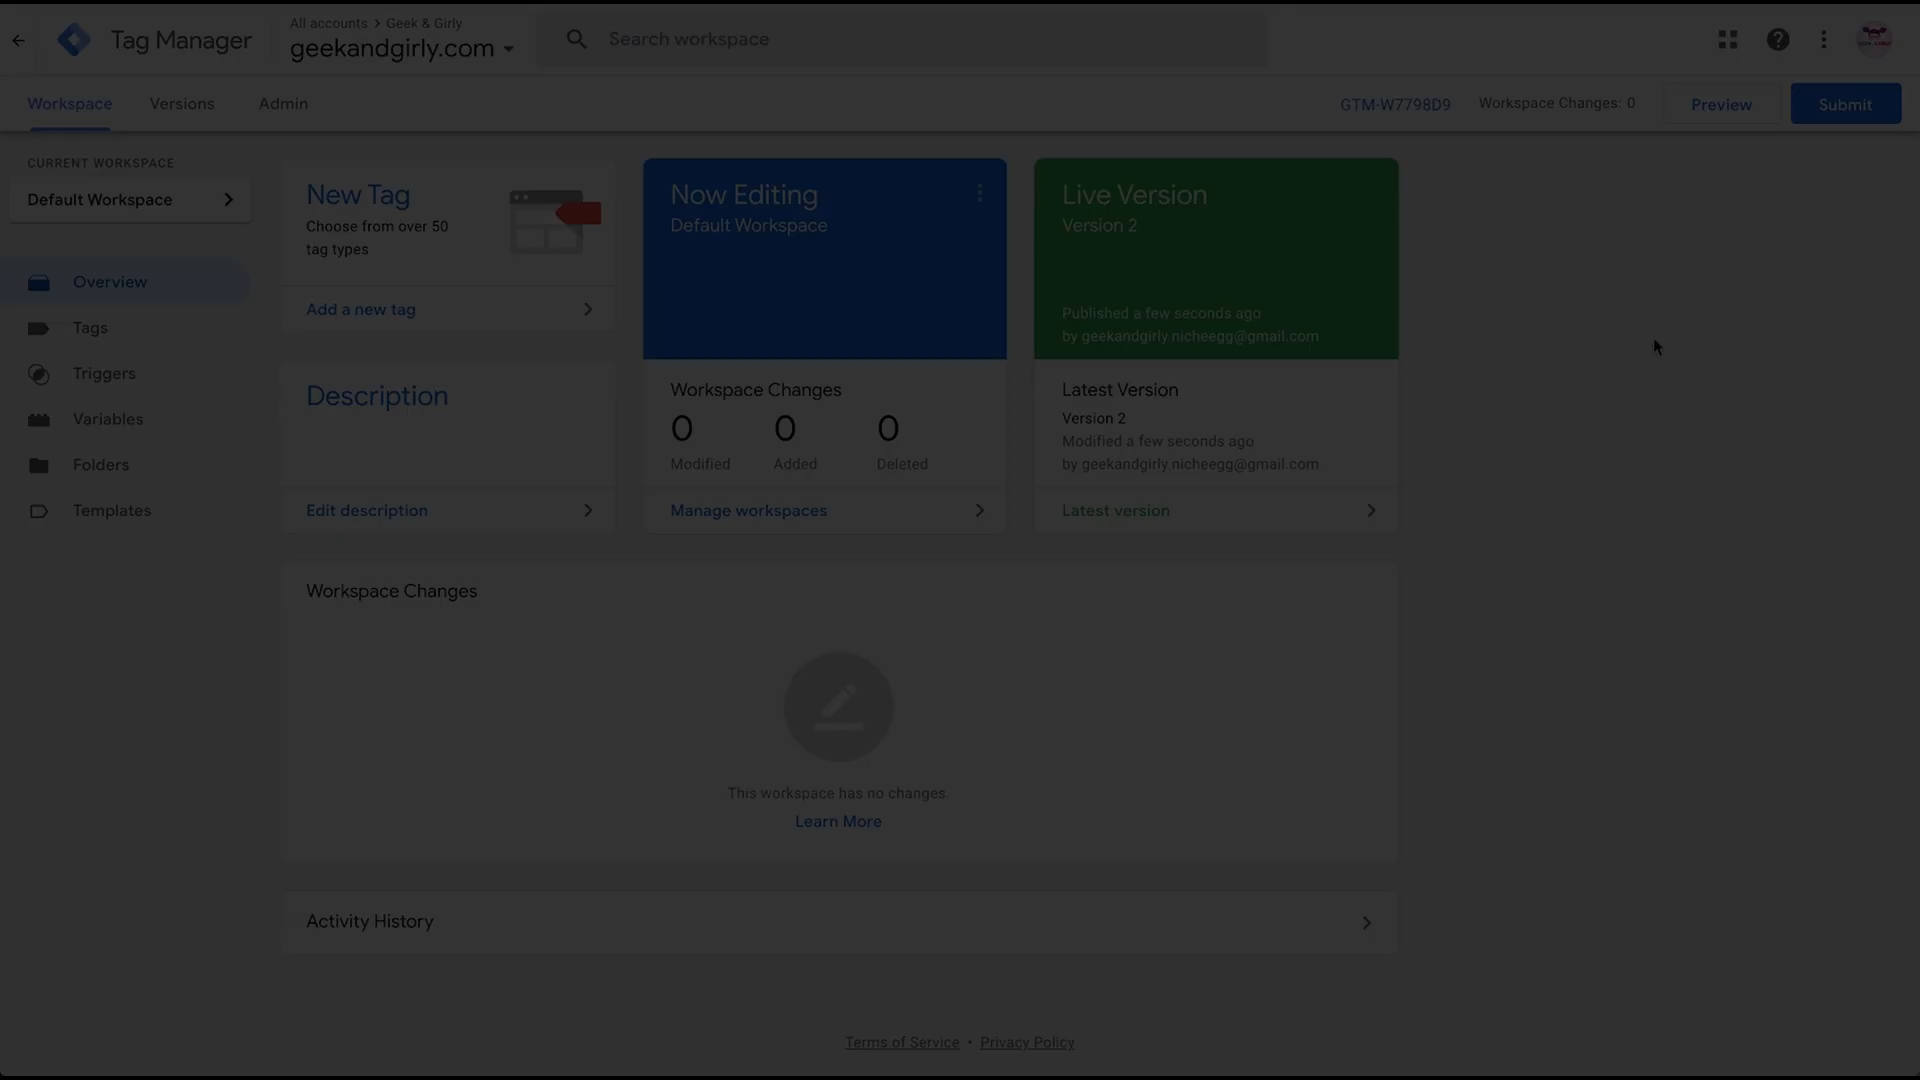 All accounts > Geek & Girly
Tag Manager
geekandgirly.com
Search workspace
Workspace
Versions
Admin
GTM-W7798D9
Workspace Changes: 0
Preview
Submit
CURRENT WORKSPACE
Default Workspace
Overview
Tags
Triggers
Variables
Folders
Templates
New Tag
Choose from over 50
tag types
Add a new tag
Description
Edit description
Now Editing
Default Workspace
Workspace Changes
0 0 0
Modified Added Deleted
Manage workspaces
Live Version
Version 2
Published a few seconds ago
by geekandgirly.nicheegg@gmail.com
Latest Version
Version 2
Modified a few seconds ago
by geekandgirly.nicheegg@gmail.com
Latest version
Workspace Changes
This workspace has no changes.
Learn More
Activity History
Terms of Service • Privacy Policy